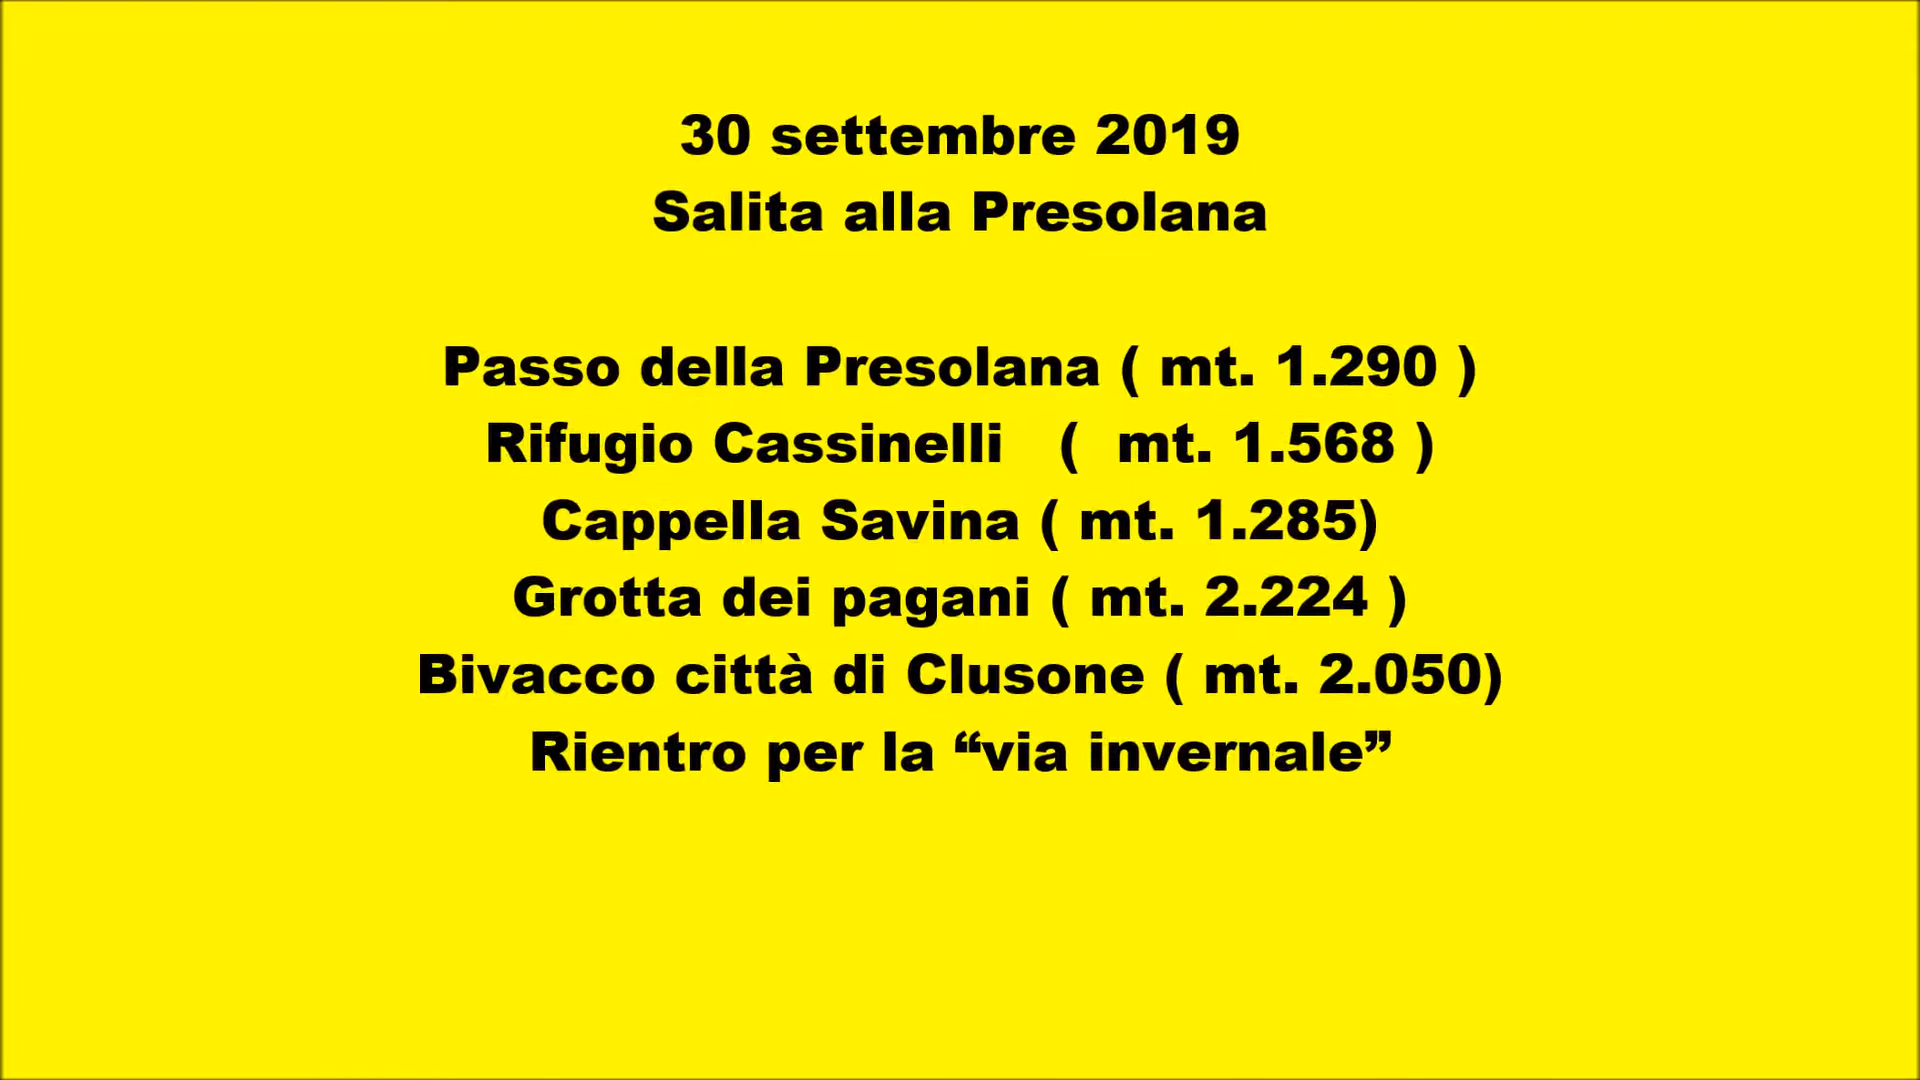 30 settembre 2019
Salita alla Presolana
Passo della Presolana ( mt. 1.290 )
Rifugio Cassinelli   (  mt. 1.568 )
Cappella Savina ( mt. 1.285)
Grotta dei pagani ( mt. 2.224 )
Bivacco città di Clusone ( mt. 2.050)
Rientro per la “via invernale”